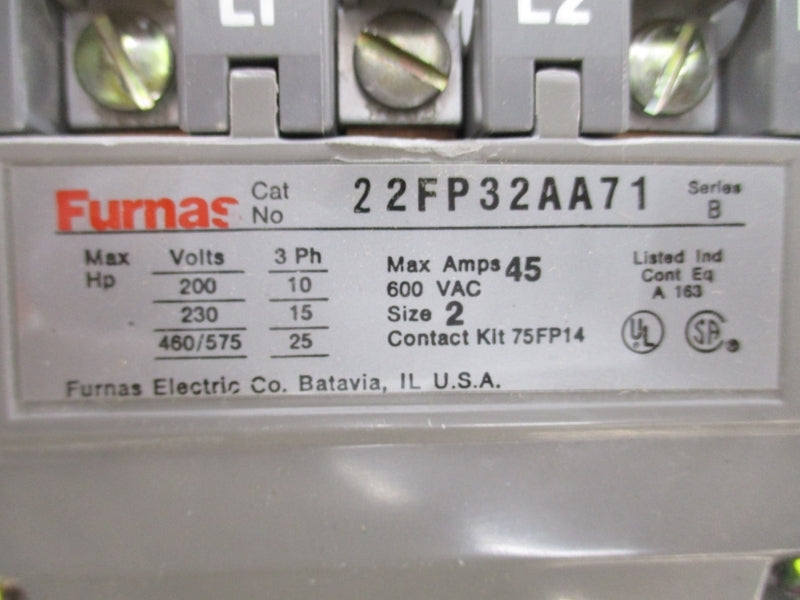 L1 L2
Furnas Cat No 22FP32AA71 Series B
Max Hp
Volts 3 Ph
200 10
230 15
460/575 25
Max Amps 45
600 VAC
Size 2
Contact Kit 75FP14
Listed Ind
Cont Eq
A 163
UL SA
Furnas Electric Co. Batavia, IL U.S.A.